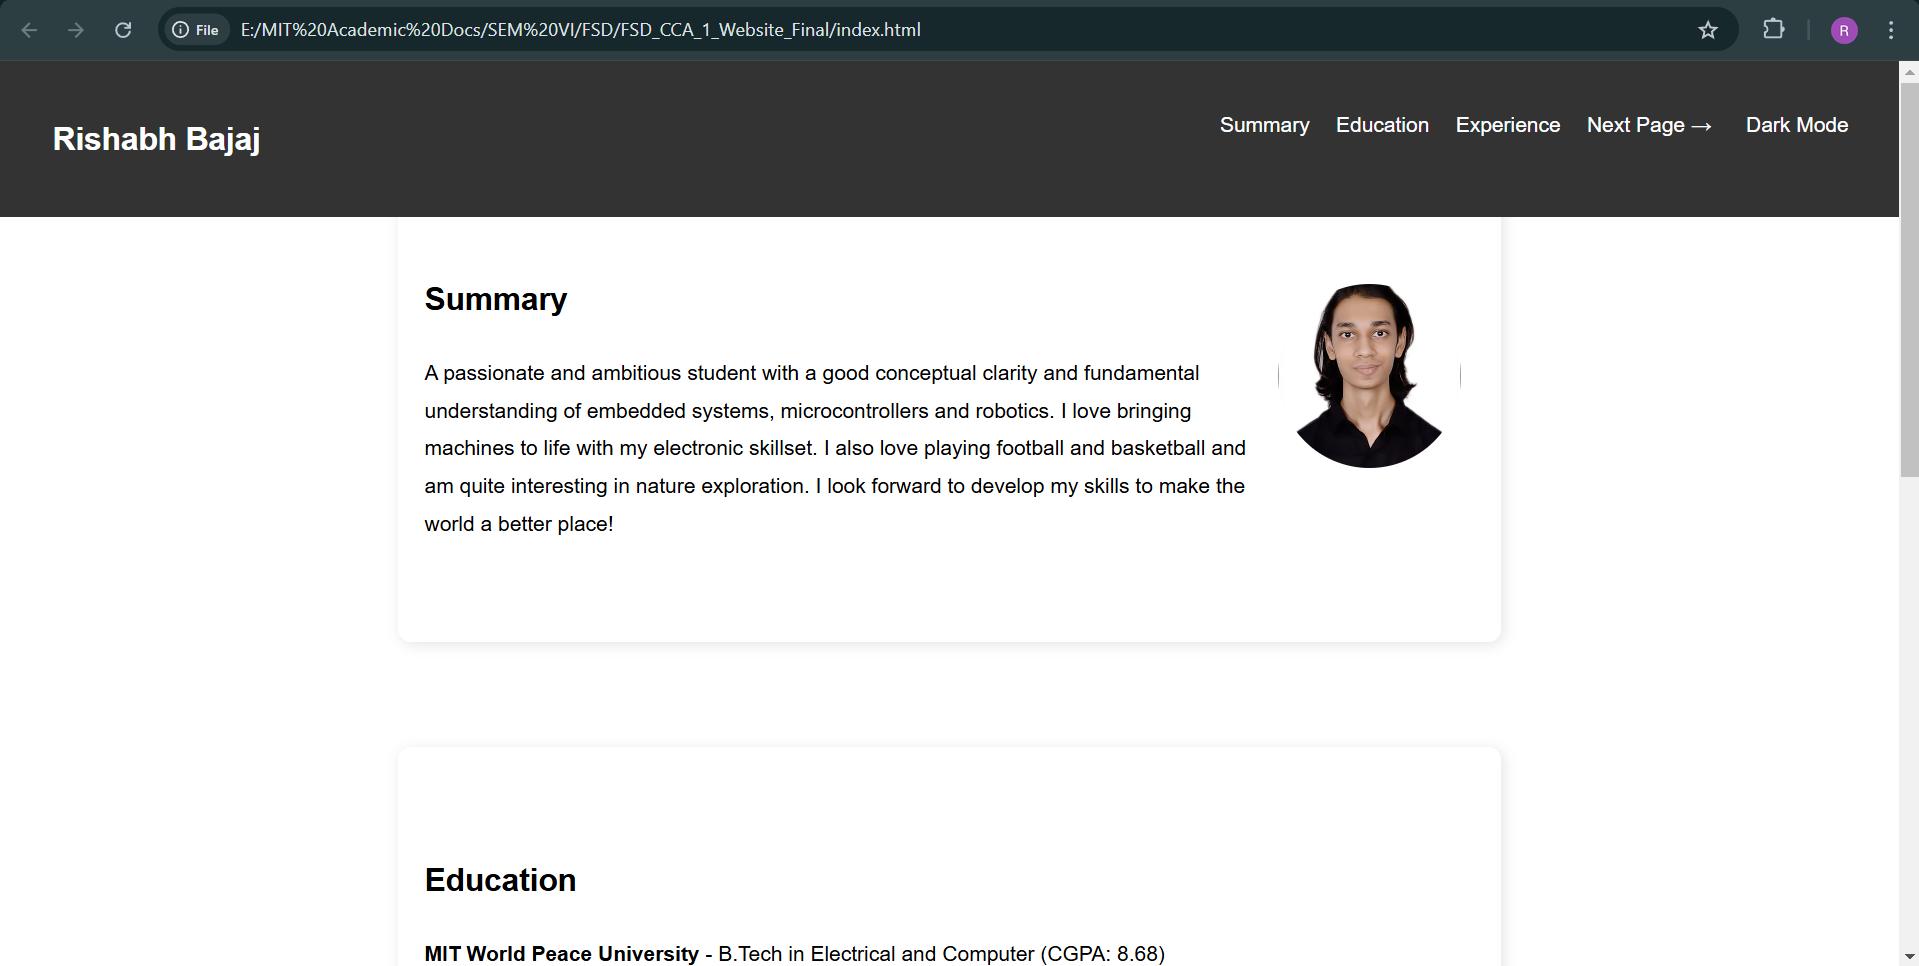 File E:/MIT%20Academic%20Docs/SEM%20VI/FSD/FSD_CCA_1_Website_Final/index.html R
Rishabh Bajaj
Summary Education Experience Next Page → Dark Mode
Summary
A passionate and ambitious student with a good conceptual clarity and fundamental
understanding of embedded systems, microcontrollers and robotics. I love bringing
machines to life with my electronic skillset. I also love playing football and basketball and
am quite interesting in nature exploration. I look forward to develop my skills to make the
world a better place!
Education
MIT World Peace University - B.Tech in Electrical and Computer (CGPA: 8.68)